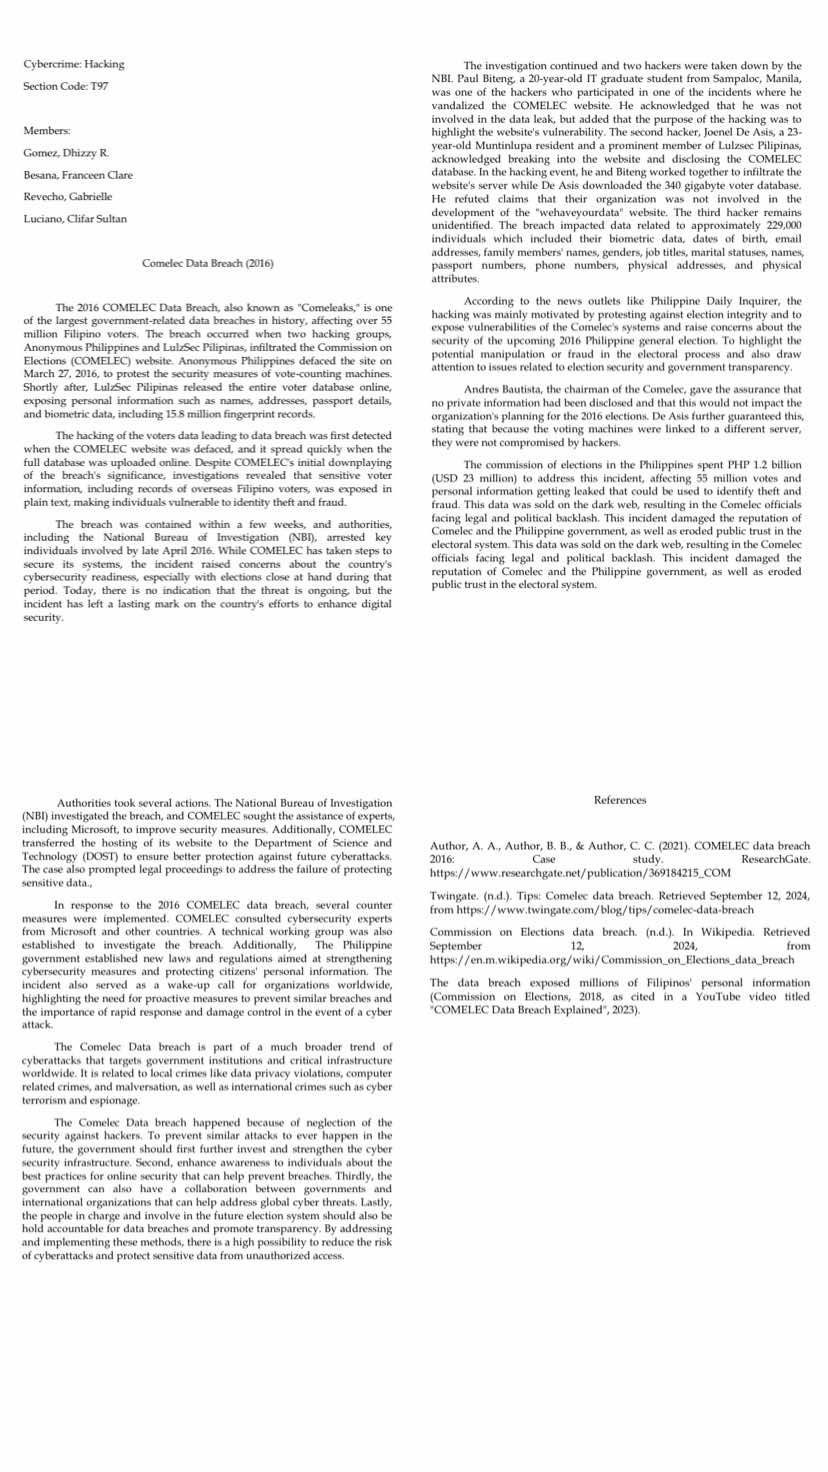 Cybercrime: Hacking
Section Code: T97
Members:
Gomez, Dhizzy R.
Besana, Franceen Clare
Revecho, Gabrielle
Luciano, Clifar Sultan
Comelec Data Breach (2016)
The 2016 COMELEC Data Breach, also known as "Comeleaks," is one
of the largest government-related data breaches in history, affecting over 55
million Filipino voters. The breach occurred when two hacking groups,
Anonymous Philippines and LulzSec Pilipinas, infiltrated the Commission on
Elections (COMELEC) website. Anonymous Philippines defaced the site on
March 27, 2016, to protest the security measures of vote-counting machines.
Shortly after, LulzSec Pilipinas released the entire voter database online,
exposing personal information such as names, addresses, passport details,
and biometric data, including 15.8 million fingerprint records.
The hacking of the voters data leading to data breach was first detected
when the COMELEC website was defaced, and it spread quickly when the
full database was uploaded online. Despite COMELEC's initial downplaying
of the breach's significance, investigations revealed that sensitive voter
information, including records of overseas Filipino voters, was exposed in
plain text, making individuals vulnerable to identity theft and fraud.
The breach was contained within a few weeks, and authorities,
including the National Bureau of Investigation (NBI), arrested key
individuals involved by late April 2016. While COMELEC has taken steps to
secure its systems, the incident raised concerns about the country's
cybersecurity readiness, especially with elections close at hand during that
period. Today, there is no indication that the threat is ongoing, but the
incident has left a lasting mark on the country's efforts to enhance digital
security.
The investigation continued and two hackers were taken down by the
NBI. Paul Biteng, a 20-year-old IT graduate student from Sampaloc, Manila,
was one of the hackers who participated in one of the incidents where he
vandalized the COMELEC website. He acknowledged that he was not
involved in the data leak, but added that the purpose of the hacking was to
highlight the website's vulnerability. The second hacker, Joenel De Asis, a 23-
year-old Muntinlupa resident and a prominent member of Lulzsec Pilipinas,
acknowledged breaking into the website and disclosing the COMELEC
database. In the hacking event, he and Biteng worked together to infiltrate the
website's server while De Asis downloaded the 340 gigabyte voter database.
He refuted claims that their organization was not involved in the
development of the "wehaveyourdata" website. The third hacker remains
unidentified. The breach impacted data related to approximately 229,000
individuals which included their biometric data, dates of birth, email
addresses, family members' names, genders, job titles, marital statuses, names,
passport numbers, phone numbers, physical addresses, and physical
attributes.
According to the news outlets like Philippine Daily Inquirer, the
hacking was mainly motivated by protesting against election integrity and to
expose vulnerabilities of the Comelec's systems and raise concerns about the
security of the upcoming 2016 Philippine general election. To highlight the
potential manipulation or fraud in the electoral process and also draw
attention to issues related to election security and government transparency.
Andres Bautista, the chairman of the Comelec, gave the assurance that
no private information had been disclosed and that this would not impact the
organization's planning for the 2016 elections. De Asis further guaranteed this,
stating that because the voting machines were linked to a different server,
they were not compromised by hackers.
The commission of elections in the Philippines spent PHP 1.2 billion
(USD 23 million) to address this incident, affecting 55 million votes and
personal information getting leaked that could be used to identify theft and
fraud. This data was sold on the dark web, resulting in the Comelec officials
facing legal and political backlash. This incident damaged the reputation of
Comelec and the Philippine government, as well as eroded public trust in the
electoral system. This data was sold on the dark web, resulting in the Comelec
officials facing legal and political backlash. This incident damaged the
reputation of Comelec and the Philippine government, as well as eroded
public trust in the electoral system.
Authorities took several actions. The National Bureau of Investigation
(NBI) investigated the breach, and COMELEC sought the assistance of experts,
including Microsoft, to improve security measures. Additionally, COMELEC
transferred the hosting of its website to the Department of Science and
Technology (DOST) to ensure better protection against future cyberattacks.
The case also prompted legal proceedings to address the failure of protecting
sensitive data.,
In response to the 2016 COMELEC data breach, several counter
measures were implemented. COMELEC consulted cybersecurity experts
from Microsoft and other countries. A technical working group was also
established to investigate the breach. Additionally, The Philippine
government established new laws and regulations aimed at strengthening
cybersecurity measures and protecting citizens' personal information. The
incident also served as a wake-up call for organizations worldwide,
highlighting the need for proactive measures to prevent similar breaches and
the importance of rapid response and damage control in the event of a cyber
attack.
The Comelec Data breach is part of a much broader trend of
cyberattacks that targets government institutions and critical infrastructure
worldwide. It is related to local crimes like data privacy violations, computer
related crimes, and malversation, as well as international crimes such as cyber
terrorism and espionage.
The Comelec Data breach happened because of neglection of the
security against hackers. To prevent similar attacks to ever happen in the
future, the government should first further invest and strengthen the cyber
security infrastructure. Second, enhance awareness to individuals about the
best practices for online security that can help prevent breaches. Thirdly, the
government can also have a collaboration between governments and
international organizations that can help address global cyber threats. Lastly,
the people in charge and involve in the future election system should also be
hold accountable for data breaches and promote transparency. By addressing
and implementing these methods, there is a high possibility to reduce the risk
of cyberattacks and protect sensitive data from unauthorized access.
References
Author, A. A., Author, B. B., & Author, C. C. (2021). COMELEC data breach
2016: Case study. ResearchGate.
https://www.researchgate.net/publication/369184215_COM
Twingate. (n.d.). Tips: Comelec data breach. Retrieved September 12, 2024,
from https://www.twingate.com/blog/tips/comelec-data-breach
Commission on Elections data breach. (n.d.). In Wikipedia. Retrieved
September 12, 2024, from
https://en.m.wikipedia.org/wiki/Commission_on_Elections_data_breach
The data breach exposed millions of Filipinos' personal information
(Commission on Elections, 2018, as cited in a YouTube video titled
"COMELEC Data Breach Explained", 2023).